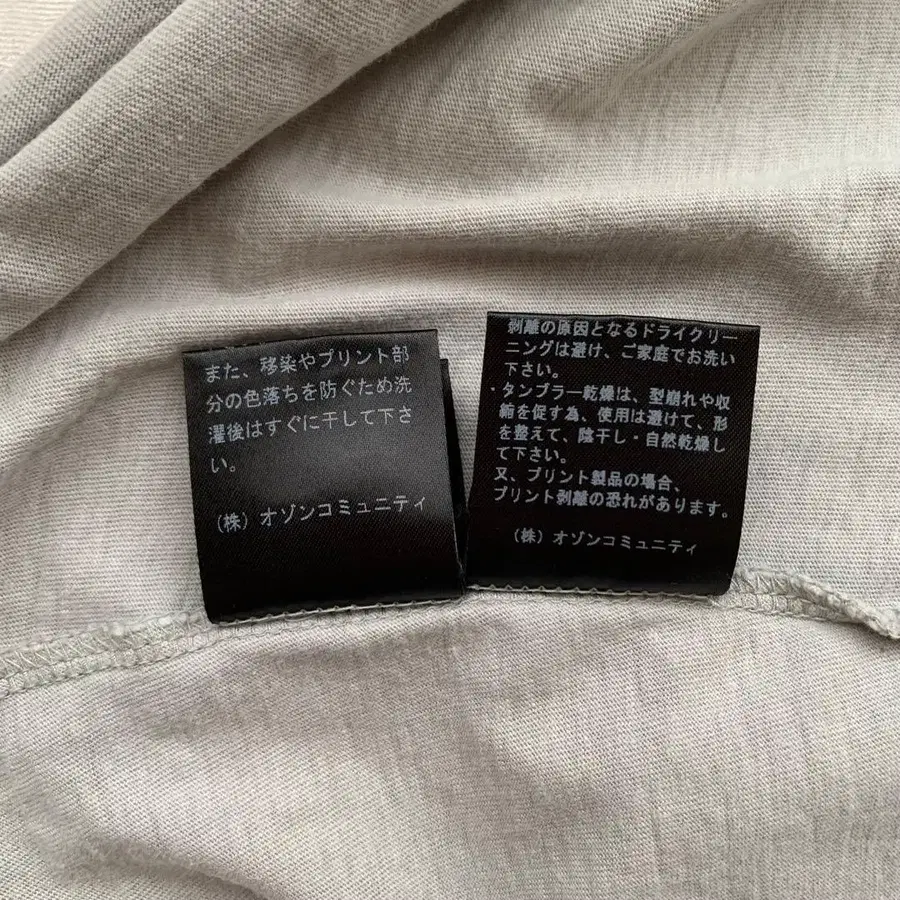 また、移染やプリント部
分の色落ちを防ぐため洗
濯後はすぐに干して下さ
い。
(株)オゾンコミュニティ
剥離の原因となるドライクリー
ニングは避け、ご家庭でお洗い
下さい。
・タンブラー乾燥は、型崩れや収
縮を促す為、使用は避けて、形
を整えて、陰干し・自然乾燥し
て下さい。
又、プリント製品の場合、
プリント剥離の恐れがあります。
(株)オゾンコミュニティ